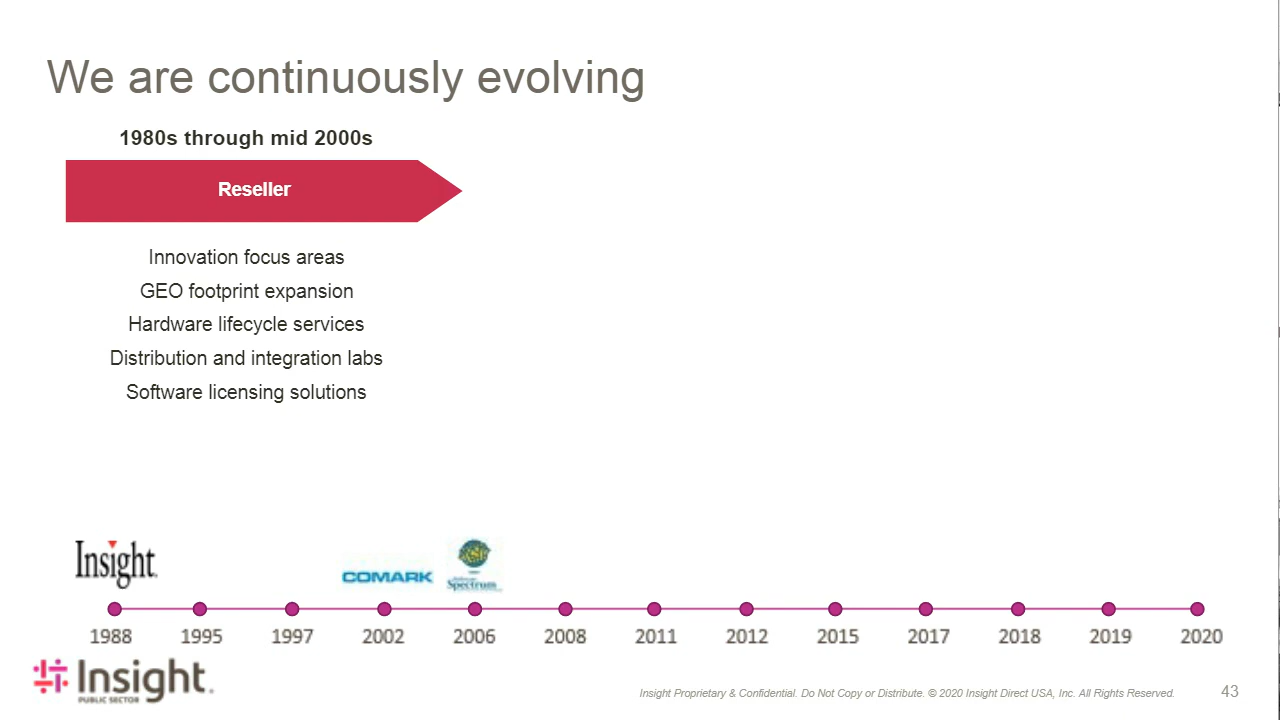 We are continuously evolving
1980s through mid 2000s
Reseller
Innovation focus areas
GEO footprint expansion
Hardware lifecycle services
Distribution and integration labs
Software licensing solutions
Insight
COMARK
Spectrum
1988 1995 1997 2002 2006 2008 2011 2012 2015 2017 2018 2019 2020
Insight.
PUBLIC SECTOR
Insight Proprietary & Confidential Copy or Distribute. © 2020 Insight Direct USA, Inc. All Rights Reserved.
43